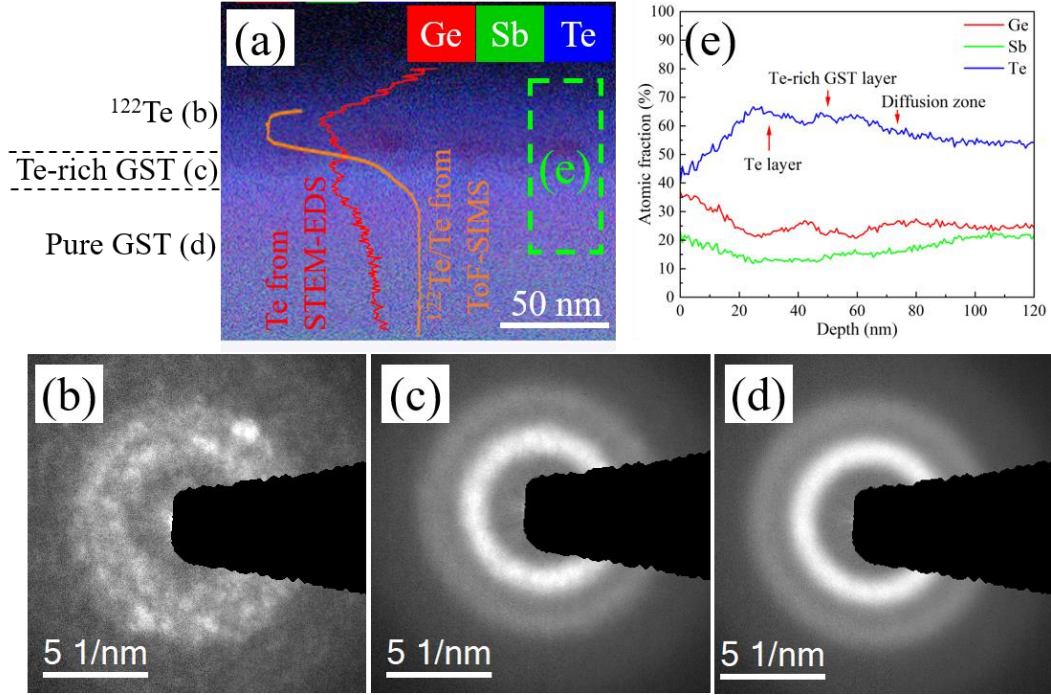 (a)
Ge Sb Te
¹²²Te (b)
Te-rich GST (c)
Pure GST (d)
Te from
STEM-EDS
¹²²Te/Te from
ToF-SIMS
(e)
50 nm
(e)
Ge
Sb
Te
Te-rich GST layer
Diffusion zone
Te layer
Atomic fraction (%)
100
90
80
70
60
50
40
30
20
10
0
0 20 40 60 80 100 120
Depth (nm)
(b)
5 1/nm
(c)
5 1/nm
(d)
5 1/nm